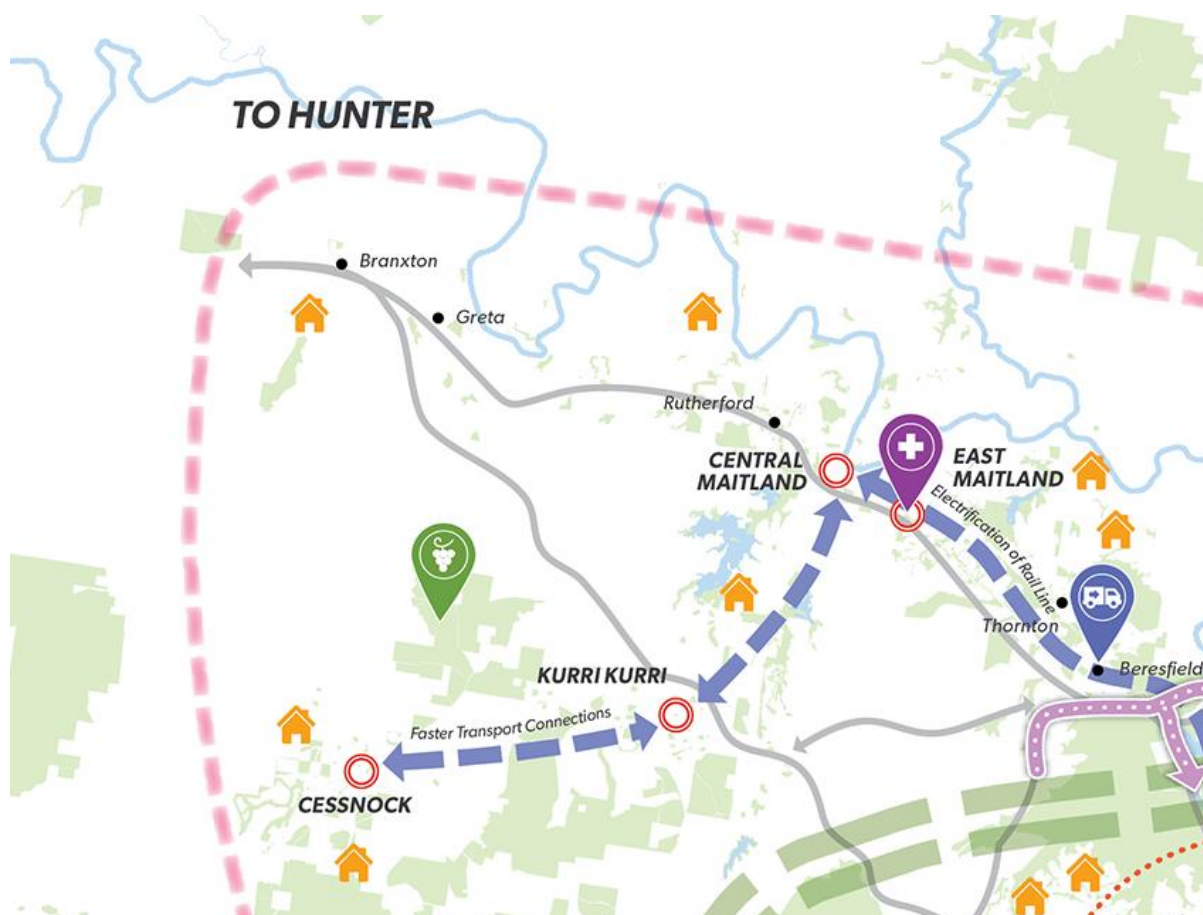 TO HUNTER
Branxton
Greta
Rutherford
CENTRAL
MAITLAND
EAST
MAITLAND
Electrification of Rail Line
Thornton
Beresfield
KURRI KURRI
Faster Transport Connections
CESSNOCK